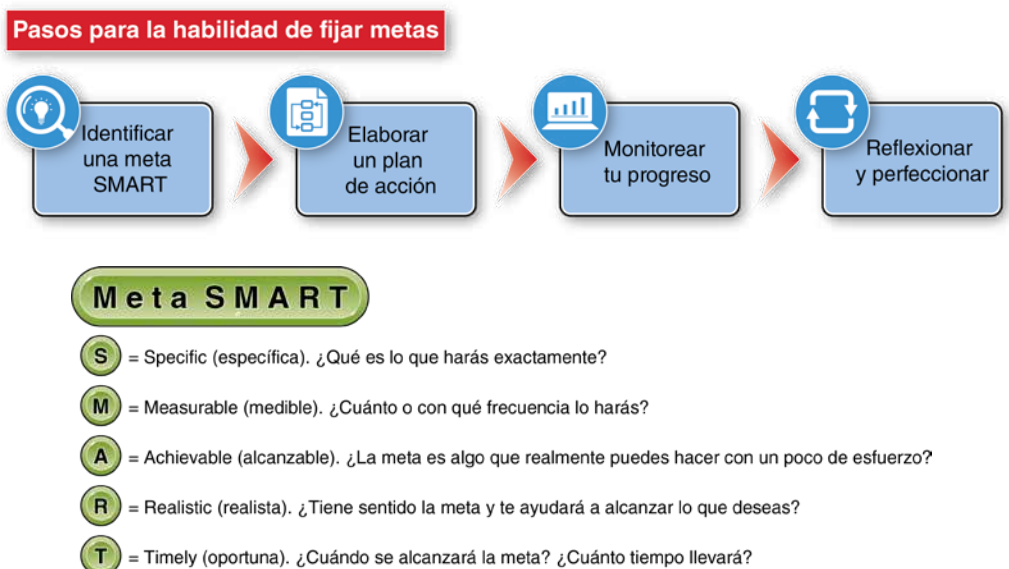 Pasos para la habilidad de fijar metas
Identificar
una meta
SMART
Elaborar
un plan
de acción
Monitorear
tu progreso
Reflexionar
y perfeccionar
Meta SMART
S = Specific (específica). ¿Qué es lo que harás exactamente?
M = Measurable (medible). ¿Cuánto o con qué frecuencia lo harás?
A = Achievable (alcanzable). ¿La meta es algo que realmente puedes hacer con un poco de esfuerzo?
R = Realistic (realista). ¿Tiene sentido la meta y te ayudará a alcanzar lo que deseas?
T = Timely (oportuna). ¿Cuándo se alcanzará la meta? ¿Cuánto tiempo llevará?